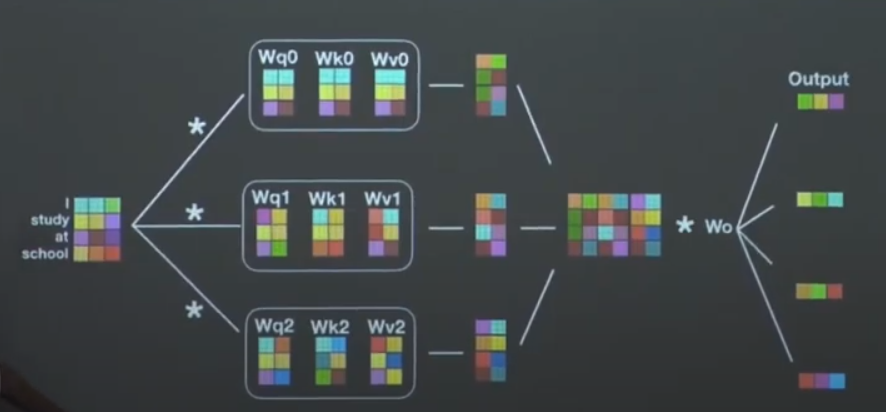 Wq0 Wk0 Wv0
Output
*
I
study
at
school
*
Wq1 Wk1 Wv1
* Wo
*
Wq2 Wk2 Wv2